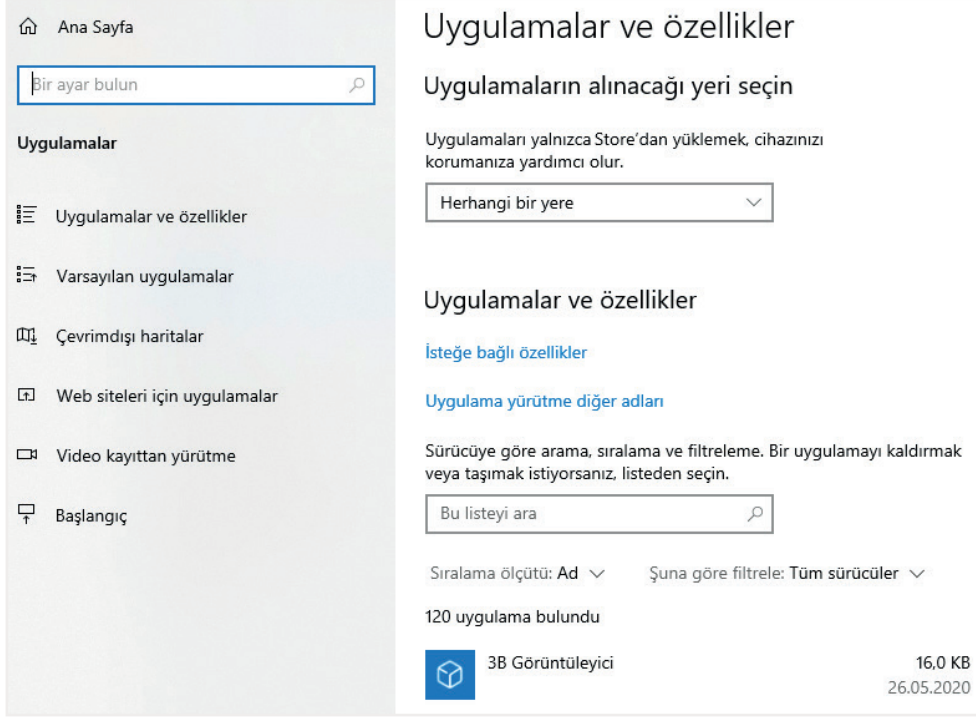 Ana Sayfa
Bir ayar bulun
Uygulamalar
Uygulamalar ve özellikler
Varsayılan uygulamalar
Çevrimdışı haritalar
Web siteleri için uygulamalar
Video kayıttan yürütme
Başlangıç
Uygulamalar ve özellikler
Uygulamaların alınacağı yeri seçin
Uygulamaları yalnızca Store'dan yüklemek, cihazınızı
korumanıza yardımcı olur.
Herhangi bir yere
Uygulamalar ve özellikler
İsteğe bağlı özellikler
Uygulama yürütme diğer adları
Sürücüye göre arama, sıralama ve filtreleme. Bir uygulamayı kaldırmak
veya taşımak istiyorsanız, listeden seçin.
Bu listeyi ara
Sıralama ölçütü: Ad Şuna göre filtrele: Tüm sürücüler
120 uygulama bulundu
3B Görüntüleyici 16,0 KB
26.05.2020